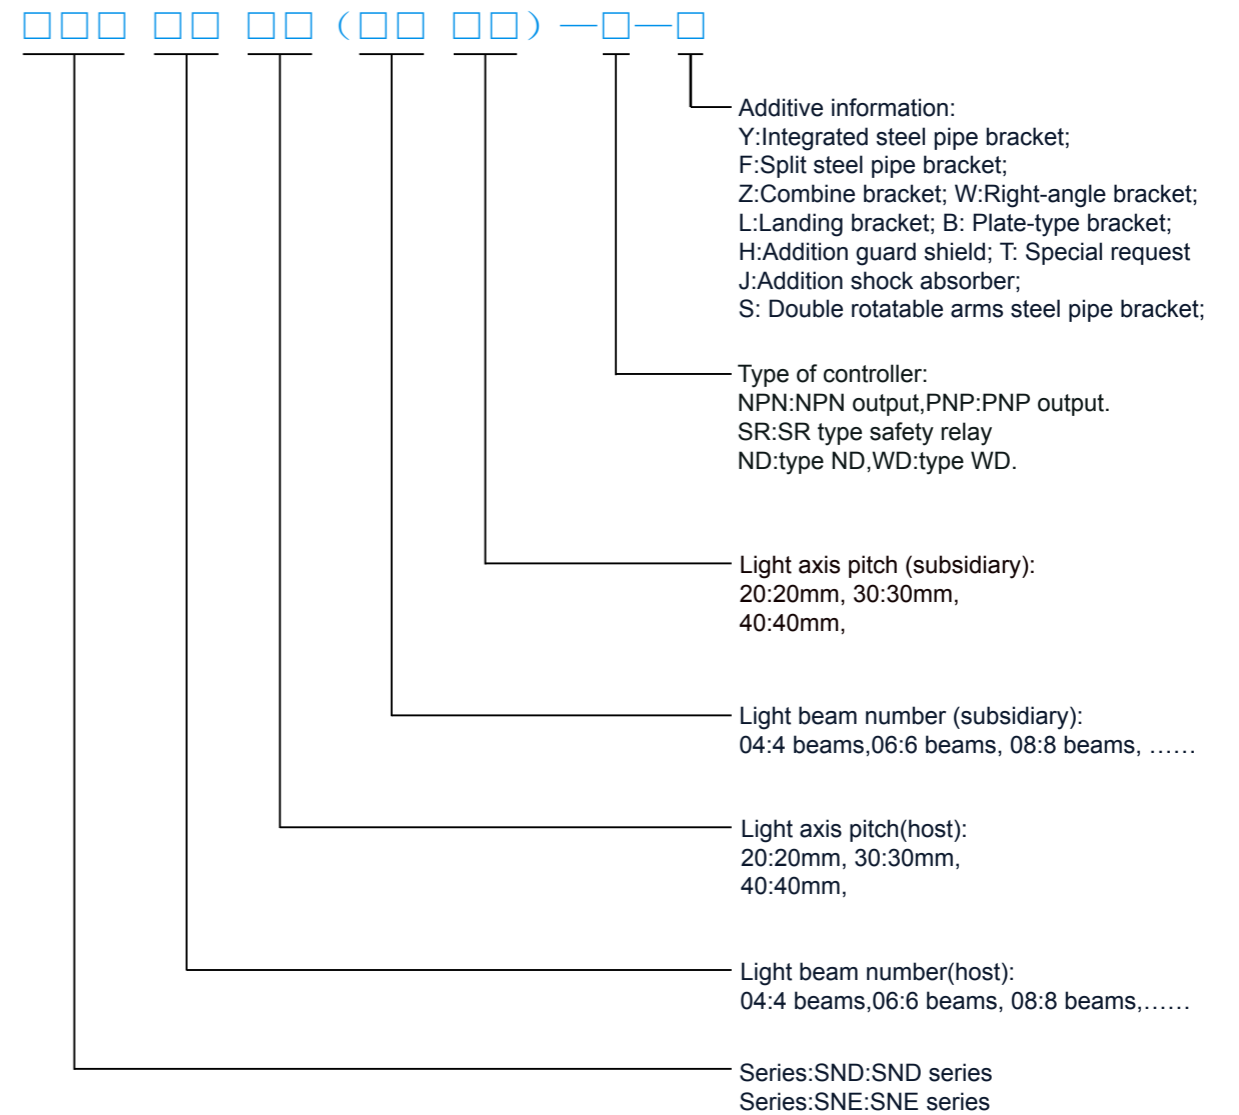 □□□ □□ □□ (□□ □□) —□—□
Additive information:
Y:Integrated steel pipe bracket;
F:Split steel pipe bracket;
Z:Combine bracket; W:Right-angle bracket;
L:Landing bracket; B: Plate-type bracket;
H:Addition guard shield; T: Special request
J:Addition shock absorber;
S: Double rotatable arms steel pipe bracket;
Type of controller:
NPN:NPN output,PNP:PNP output.
SR:SR type safety relay
ND:type ND,WD:type WD.
Light axis pitch (subsidiary):
20:20mm, 30:30mm,
40:40mm,
Light beam number (subsidiary):
04:4 beams,06:6 beams, 08:8 beams, ……
Light axis pitch(host):
20:20mm, 30:30mm,
40:40mm,
Light beam number(host):
04:4 beams,06:6 beams, 08:8 beams,……
Series:SND:SND series
Series:SNE:SNE series